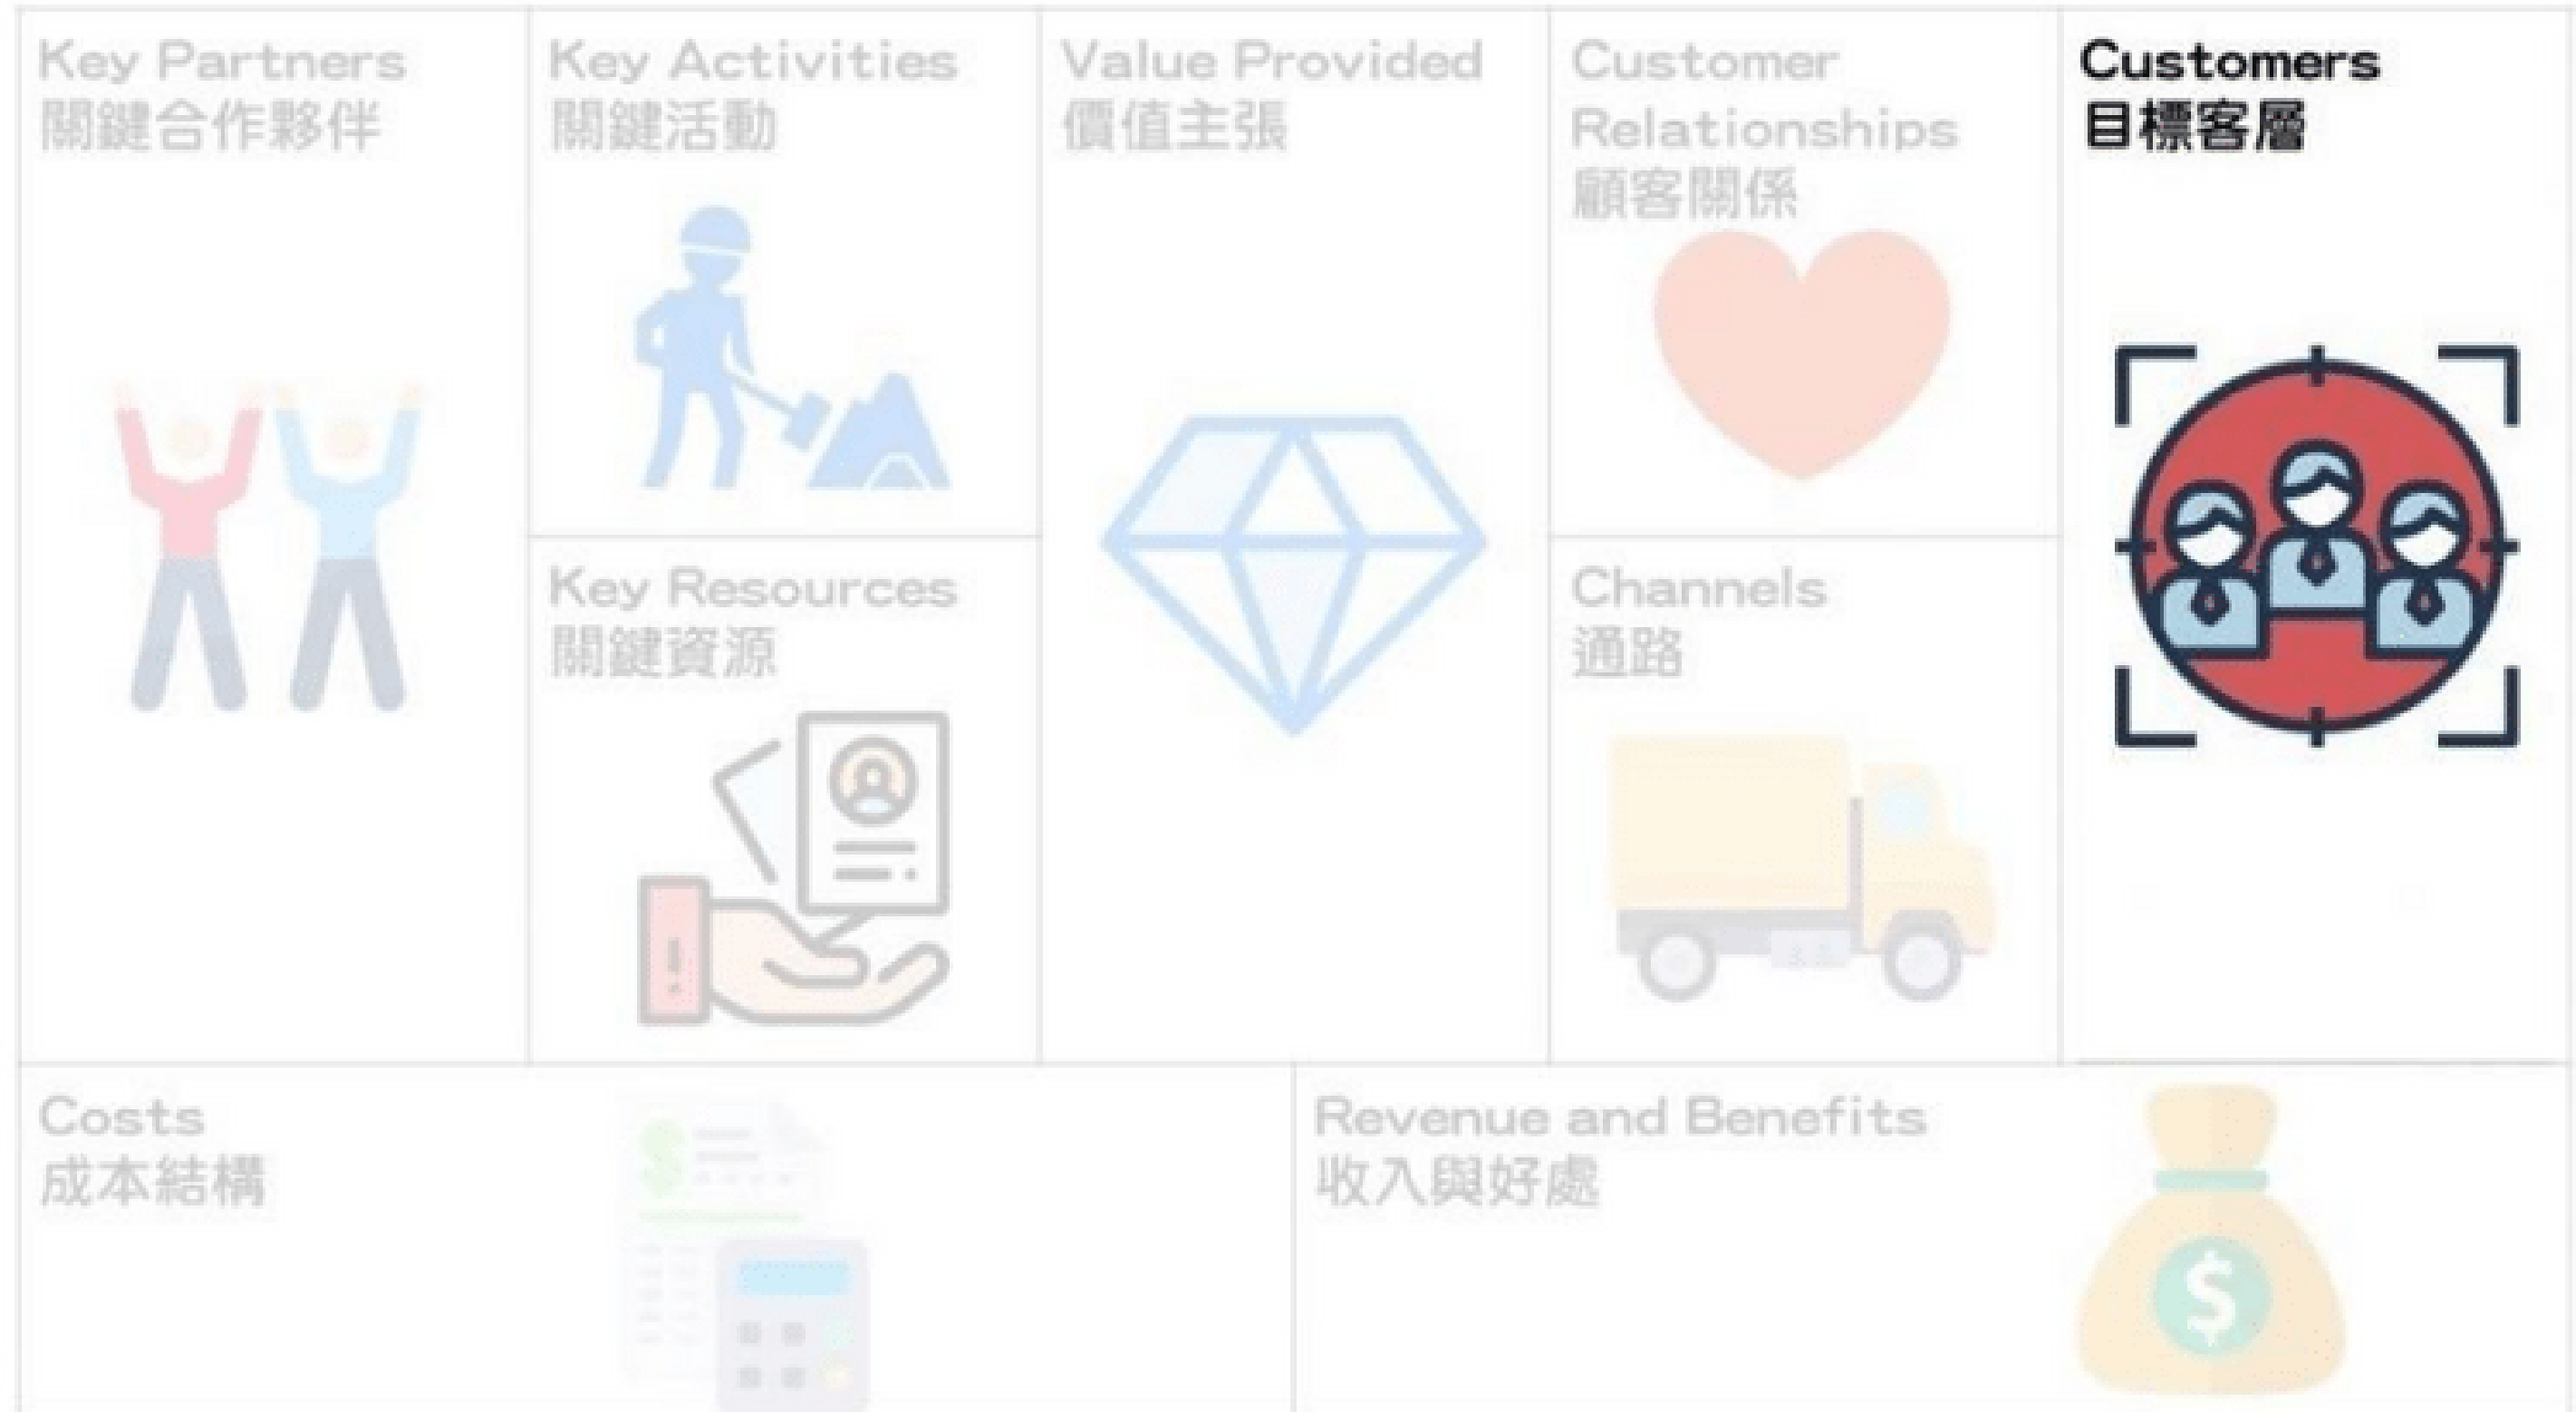 Key Partners
關鍵合作夥伴
Key Activities
關鍵活動
Key Resources
關鍵資源
Value Provided
價值主張
Customer
Relationships
顧客關係
Channels
通路
Customers
目標客層
Costs
成本結構
Revenue and Benefits
收入與好處